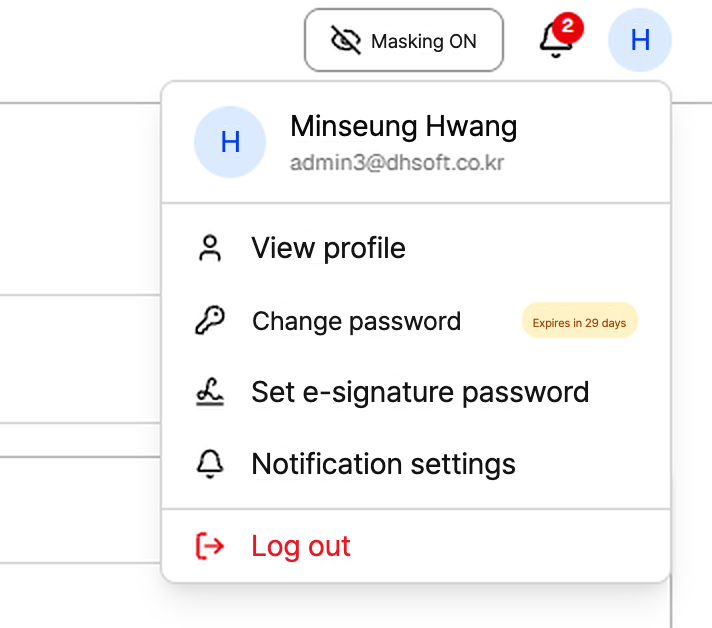 Masking ON
2
H
H
Minseung Hwang
admin3@dhsoft.co.kr
View profile
Change password
Expires in 29 days
Set e-signature password
Notification settings
Log out